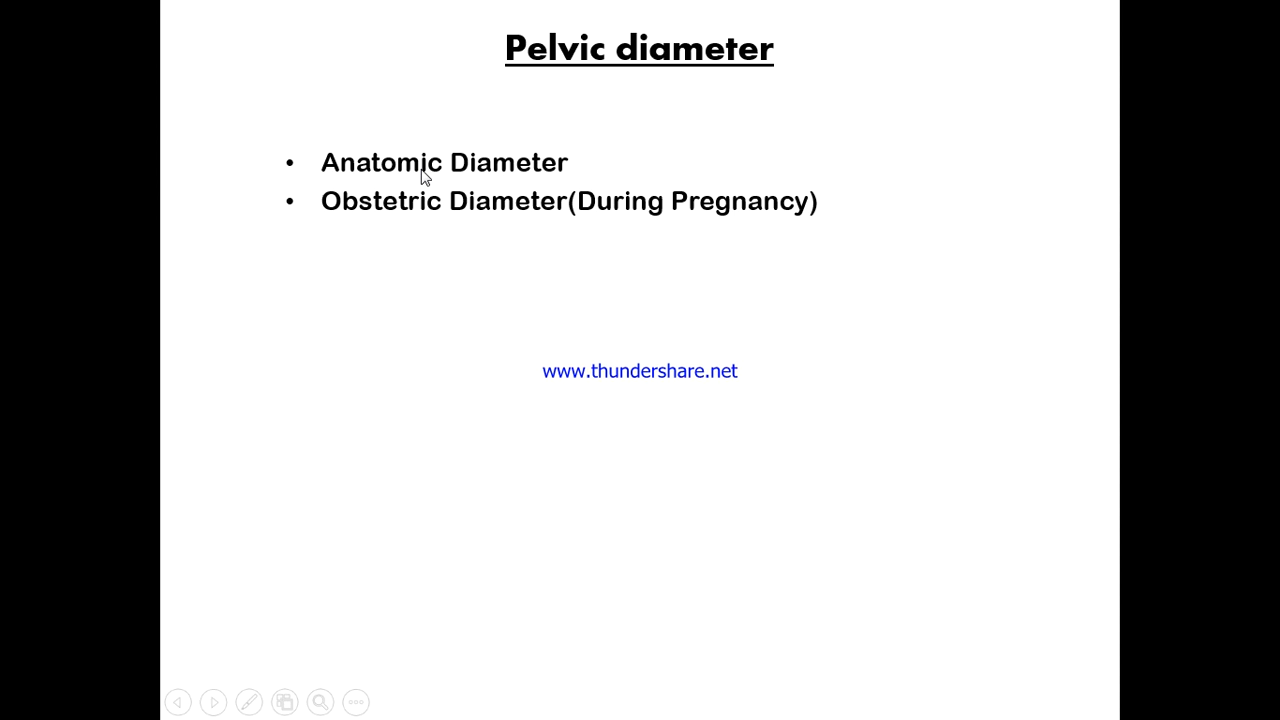 Pelvic diameter
• Anatomic Diameter
• Obstetric Diameter(During Pregnancy)
www.thundershare.net